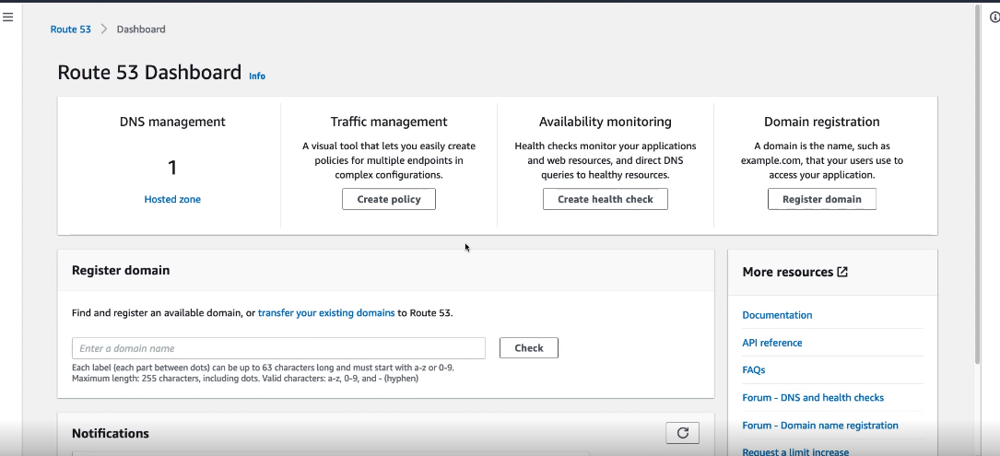 Route 53 > Dashboard
Route 53 Dashboard Info
DNS management
1
Hosted zone
Traffic management
A visual tool that lets you easily create
policies for multiple endpoints in
complex configurations.
Create policy
Availability monitoring
Health checks monitor your applications
and web resources, and direct DNS
queries to healthy resources.
Create health check
Domain registration
A domain is the name, such as
example.com, that your users use to
access your application.
Register domain
Register domain
Find and register an available domain, or transfer your existing domains to Route 53.
Enter a domain name
Check
Each label (each part between dots) can be up to 63 characters long and must start with a-z or 0-9.
Maximum length: 255 characters, including dots. Valid characters: a-z, 0-9, and - (hyphen)
Notifications
More resources
Documentation
API reference
FAQs
Forum - DNS and health checks
Forum - Domain name registration
Request a limit increase